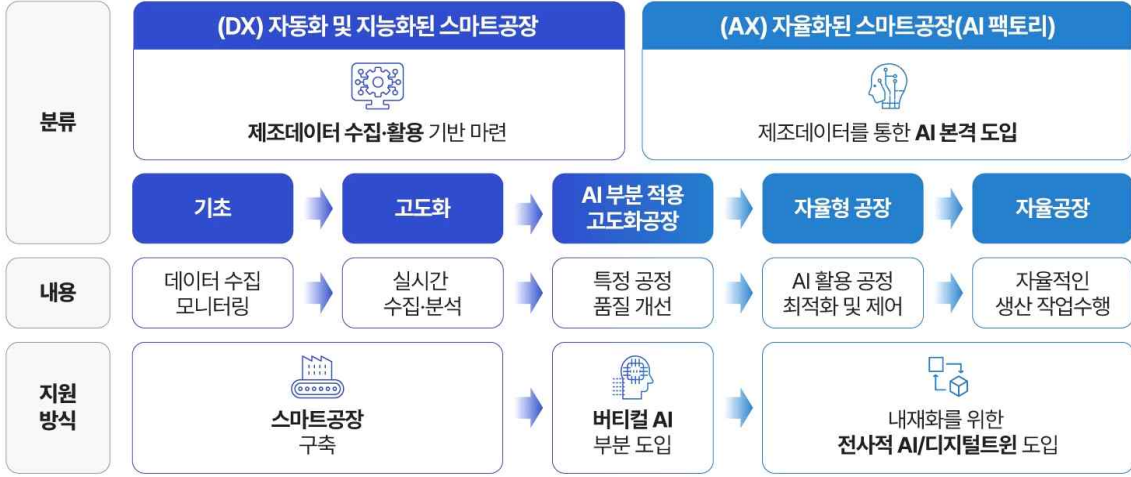 (DX) 자동화 및 지능화된 스마트공장
(AX) 자율화된 스마트공장(AI 팩토리)
분류
제조데이터 수집·활용 기반 마련
제조데이터를 통한 AI 본격 도입
기초
고도화
AI 부분 적용
고도화공장
자율형 공장
자율공장
내용
데이터 수집
모니터링
실시간
수집·분석
특정 공정
품질 개선
AI 활용 공정
최적화 및 제어
자율적인
생산 작업수행
지원
방식
스마트공장
구축
버티컬 AI
부분 도입
내재화를 위한
전사적 AI/디지털트윈 도입